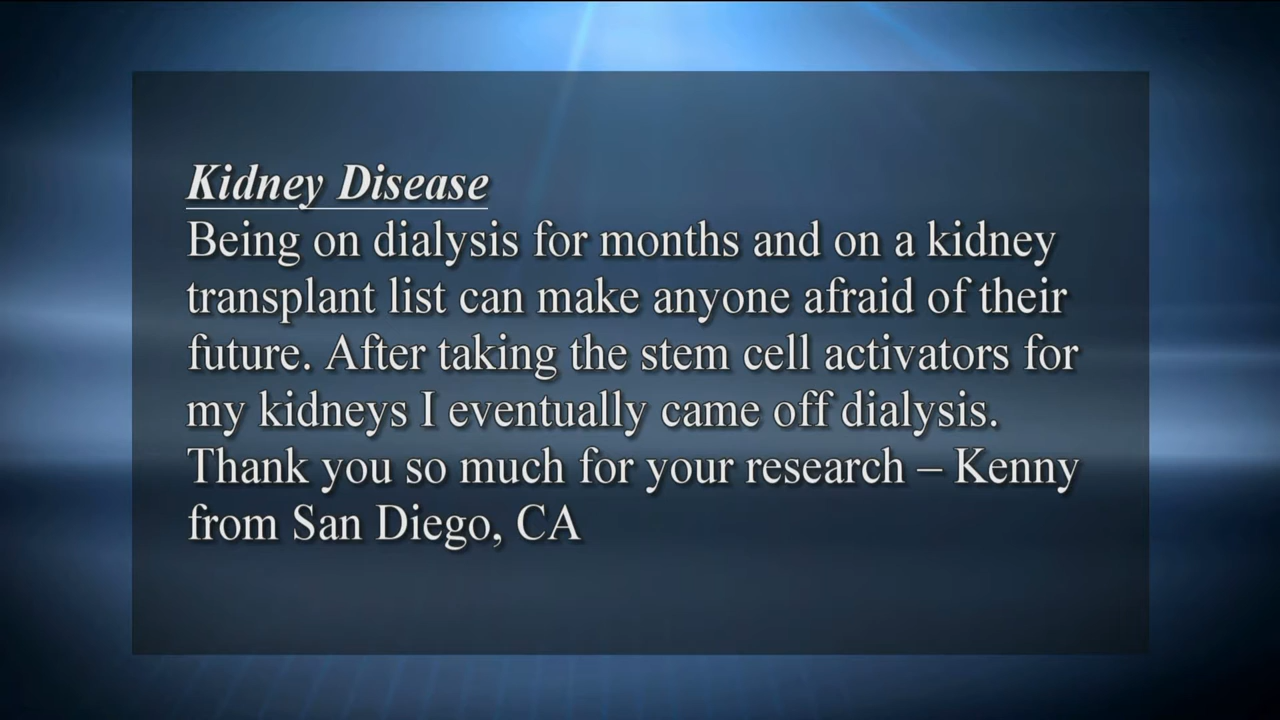 Kidney Disease
Being on dialysis for months and on a kidney
transplant list can make anyone afraid of their
future. After taking the stem cell activators for
my kidneys I eventually came off dialysis.
Thank you so much for your research – Kenny
from San Diego, CA